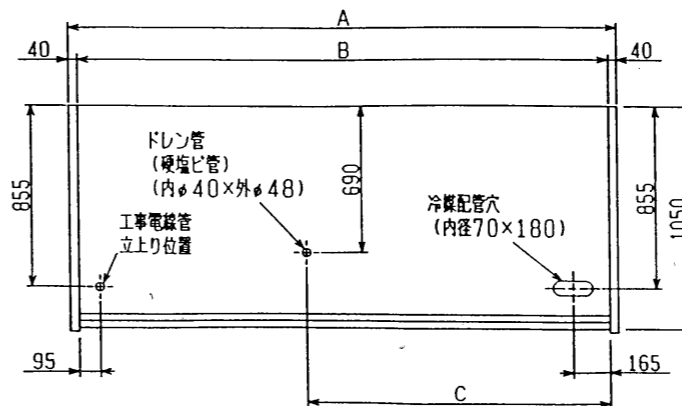 A
40
B
40
ドレン管
(硬塩ビ管)
(内φ40×外φ48)
855
690
855
1050
冷媒配管穴
(内径70×180)
工事電線管
立上り位置
95
165
C